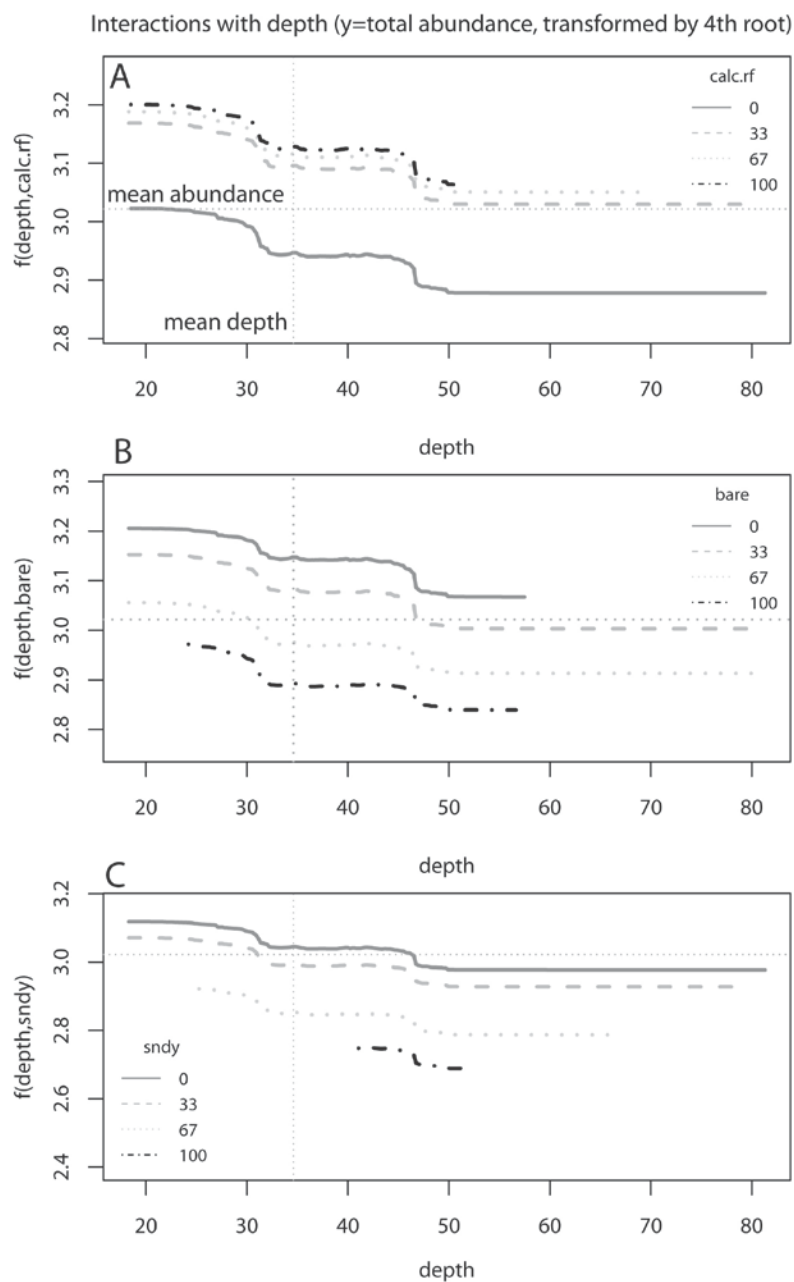 Interactions with depth (y=total abundance, transformed by 4th root)
A
calc.rf
0
33
67
100
mean abundance
mean depth
f(depth,calc.rf)
3.2
3.1
3.0
2.9
2.8
20 30 40 50 60 70 80
depth
B
bare
0
33
67
100
f(depth,bare)
3.3
3.2
3.1
3.0
2.9
2.8
20 30 40 50 60 70 80
depth
C
sndy
0
33
67
100
f(depth,sndy)
3.2
3.0
2.8
2.6
2.4
20 30 40 50 60 70 80
depth